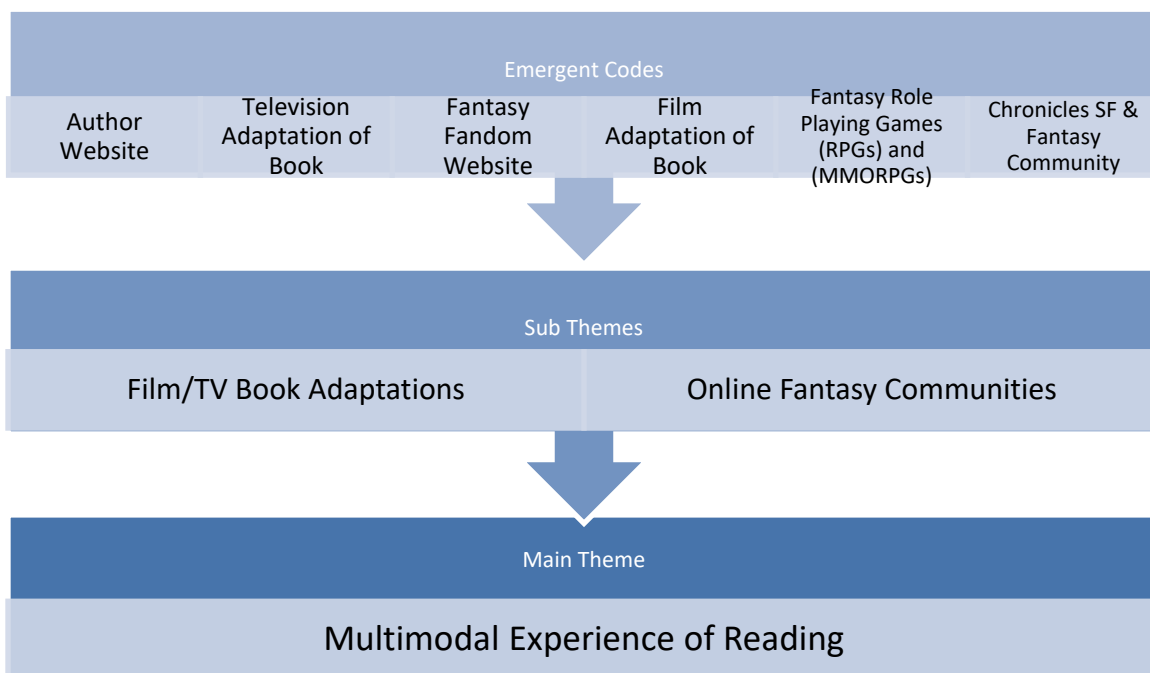 Emergent Codes
Author
Website
Television
Adaptation of
Book
Fantasy
Fandom
Website
Film
Adaptation of
Book
Fantasy Role
Playing Games
(RPGs) and
(MMORPGs)
Chronicles SF &
Fantasy
Community
Sub Themes
Film/TV Book Adaptations
Online Fantasy Communities
Main Theme
Multimodal Experience of Reading